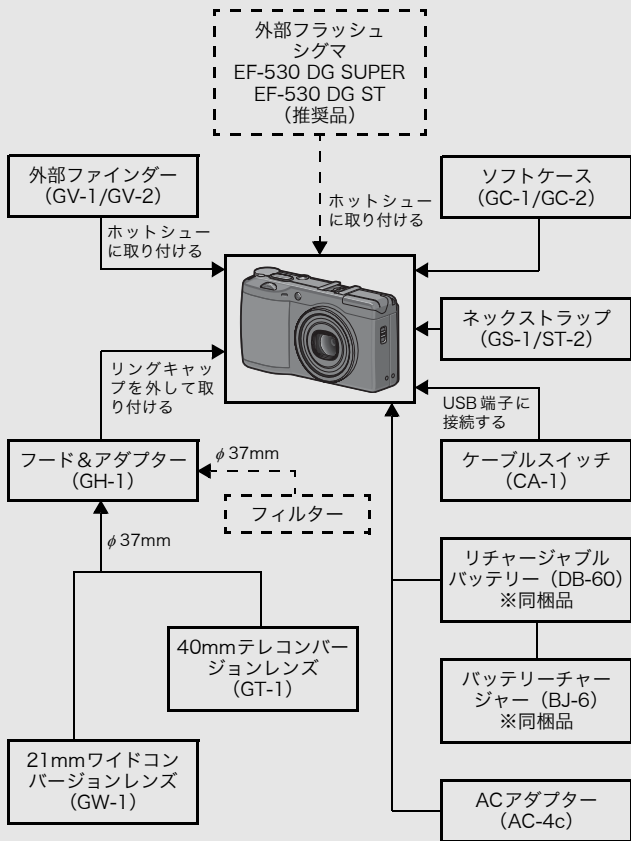 外部フラッシュ
シグマ
EF-530 DG SUPER
EF-530 DG ST
（推奨品）
外部ファインダー
（GV-1/GV-2）
ホットシュー
に取り付ける
ホットシュー
に取り付ける
ソフトケース
（GC-1/GC-2）
ネックストラップ
（GS-1/ST-2）
リングキャッ
プを外して取
り付ける
USB 端子に
接続する
フード＆アダプター
（GH-1）
φ37mm
フィルター
ケーブルスイッチ
（CA-1）
φ37mm
リチャージャブル
バッテリー（DB-60）
※同梱品
40mmテレコンバー
ジョンレンズ
（GT-1）
バッテリーチャー
ジャー（BJ-6）
※同梱品
21mmワイドコン
バージョンレンズ
（GW-1）
ACアダプター
（AC-4c）